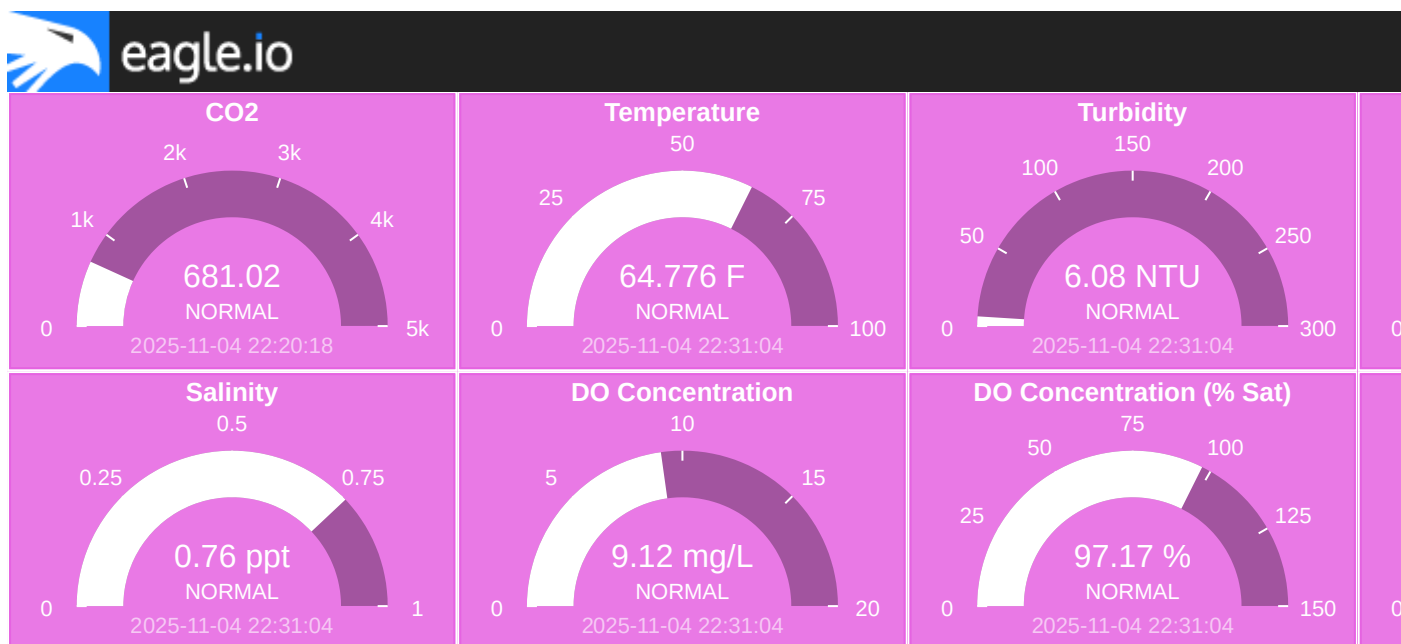 eagle.io
CO2
2k
3k
1k
4k
0
5k
681.02
NORMAL
2025-11-04 22:20:18
Temperature
50
25
75
0
100
64.776 F
NORMAL
2025-11-04 22:31:04
Turbidity
150
100
200
50
250
0
300
6.08 NTU
NORMAL
2025-11-04 22:31:04
0
Salinity
0.5
0.25
0.75
0
1
0.76 ppt
NORMAL
2025-11-04 22:31:04
DO Concentration
10
5
15
0
20
9.12 mg/L
NORMAL
2025-11-04 22:31:04
DO Concentration (% Sat)
75
50
100
25
125
0
150
97.17 %
NORMAL
2025-11-04 22:31:04
0